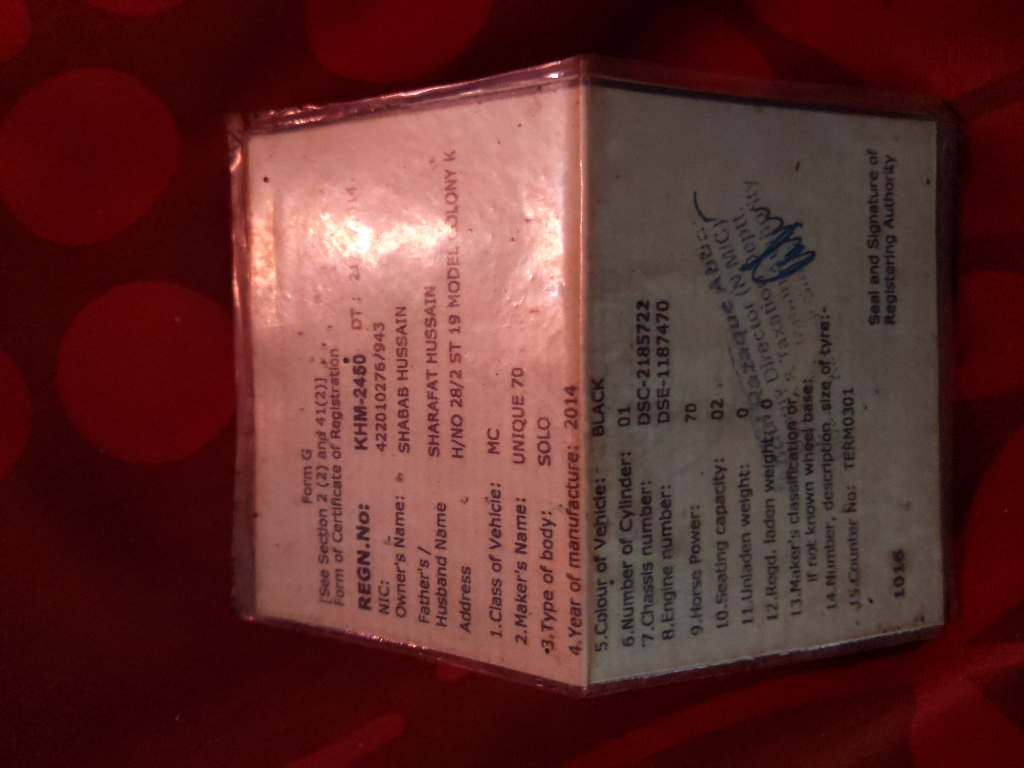 Form G
[See Section 2 (2) and 41(2)]
Form of Certificate of Registration
REGN.No: KHM-2450 DT :
NIC: 422010276/943
Owner's Name: SHABAB HUSSAIN
Father's / SHARAFAT HUSSAIN
Husband Name
Address H/NO 28/2 ST 19 MODEL COLONY K
1.Class of Vehicle: MC
2.Maker's Name: UNIQUE 70
3.Type of body: SOLO
4.Year of manufacture: 2014
5.Colour of Vehicle: BLACK
6.Number of Cylinder: 01
7.Chassis number: DSC-2185722
8.Engine number: DSE-1187470
9.Horse Power: 70
10.Seating capacity: 02
11.Unladen weight: 0
12.Regd. laden weight: 0
13.Maker's classification or,
if not known wheel base:
14.Number, description, size of tyre:-
15.Counter No: TERM0301
1016
Seal and Signature of
Registering Authority
Director
Taxation